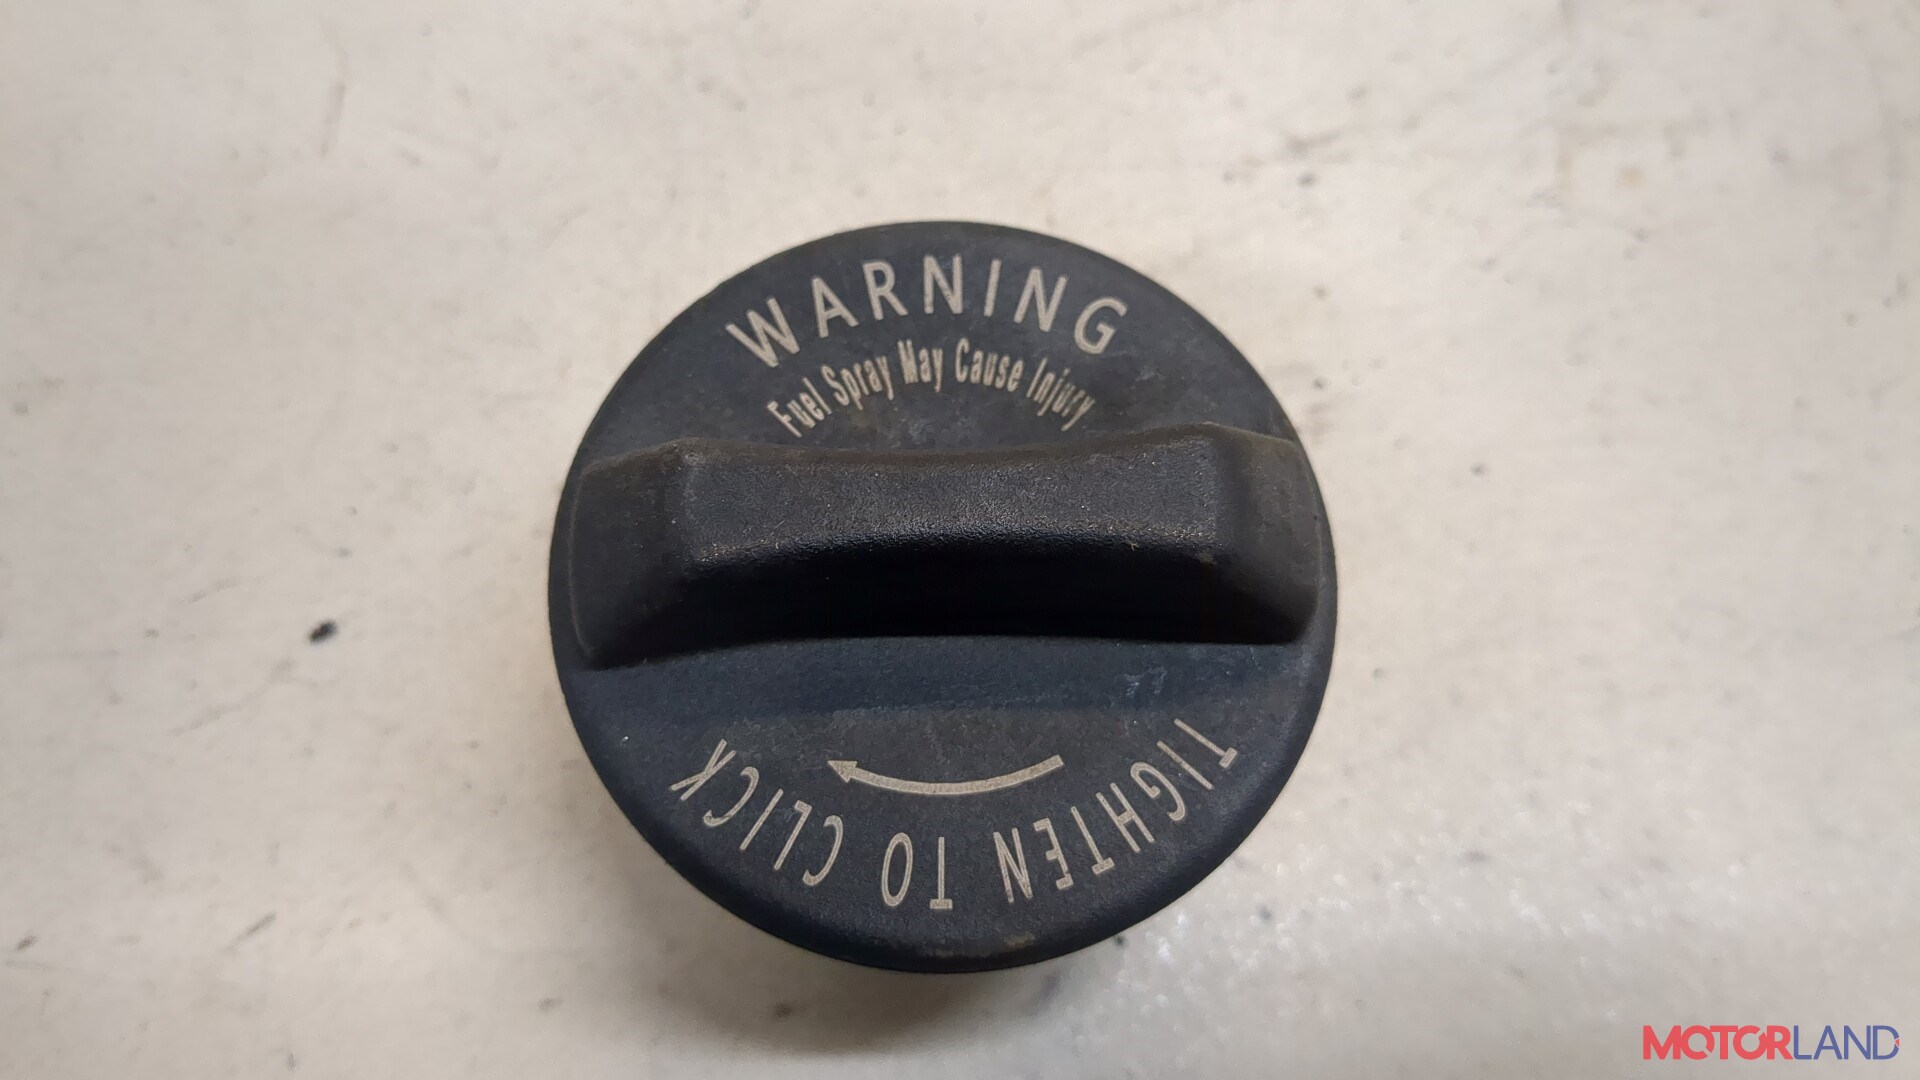 WARNING
Fuel Spray May Cause Injury
TIGHTEN TO CLICK
MOTORLAND